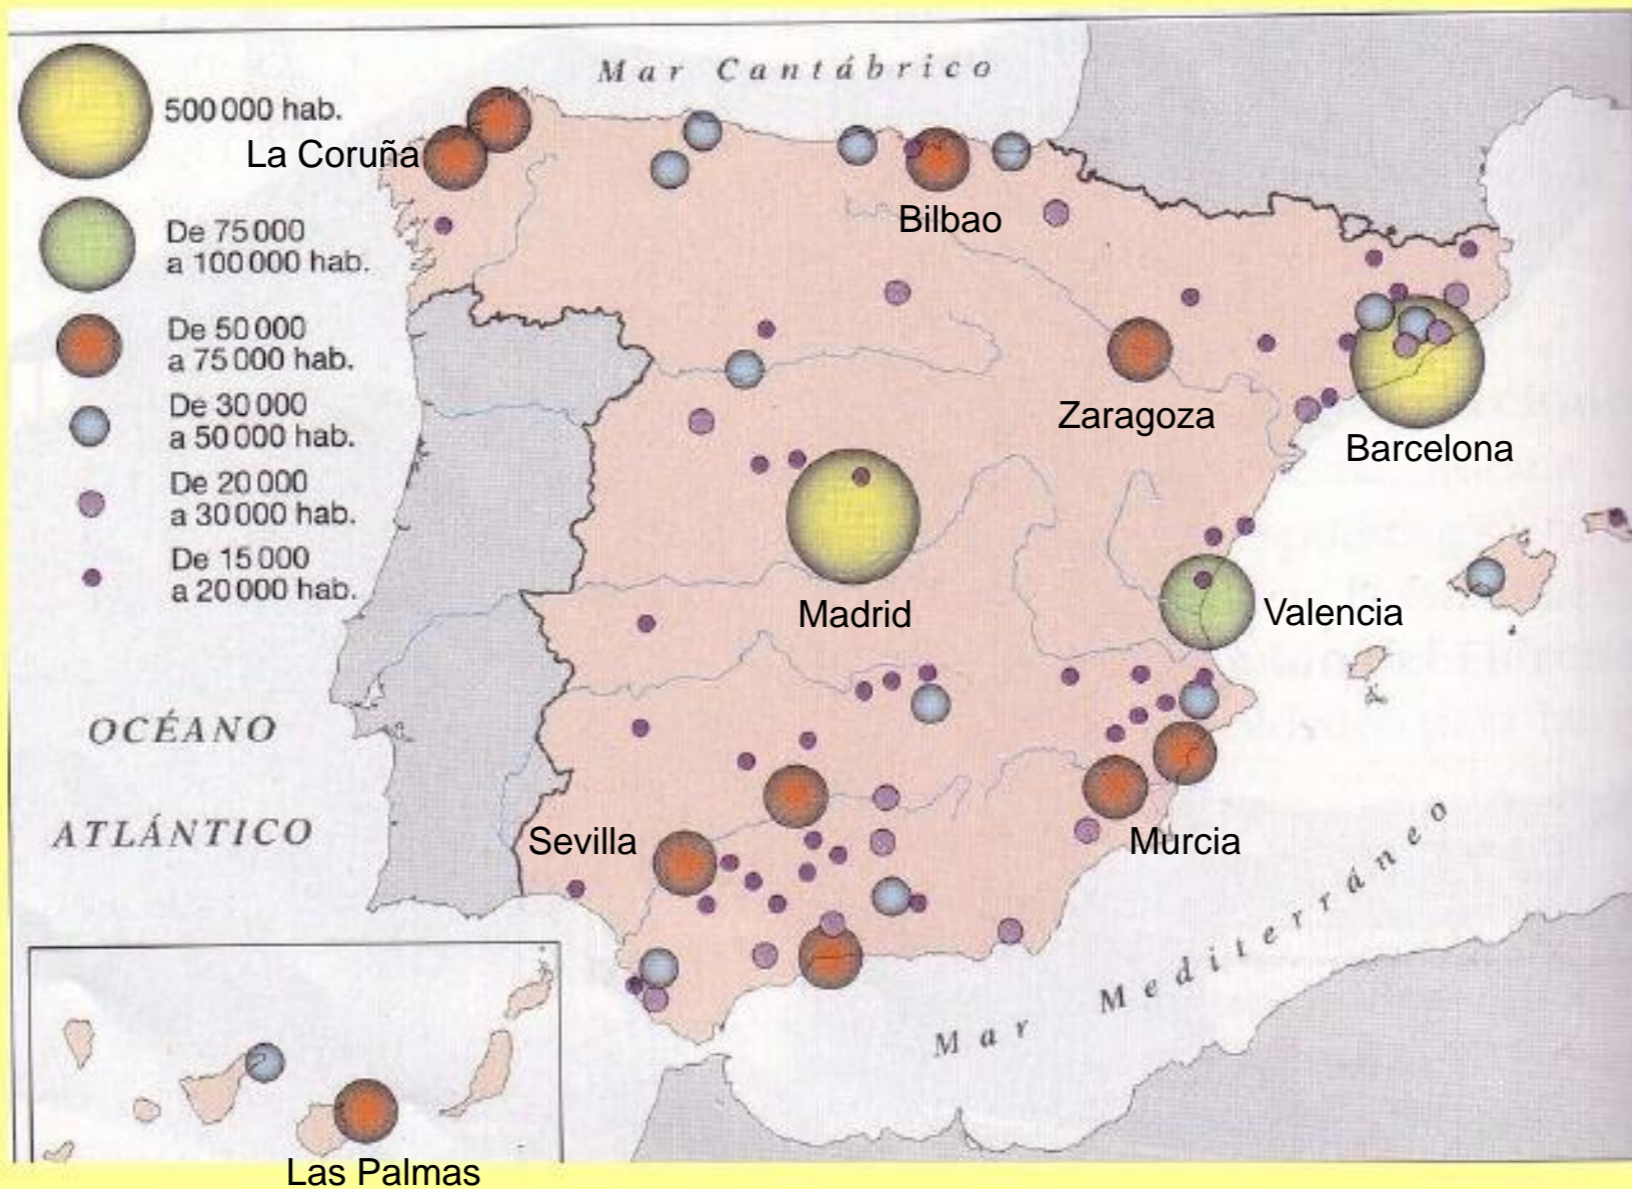 Mar Cantábrico
500 000 hab.
La Coruña
De 75 000
a 100 000 hab.
Bilbao
De 50 000
a 75 000 hab.
De 30 000
a 50 000 hab.
Zaragoza
Barcelona
De 20 000
a 30 000 hab.
De 15 000
a 20 000 hab.
Madrid
Valencia
OCÉANO
ATLÁNTICO
Sevilla
Murcia
Mar Mediterráneo
Las Palmas